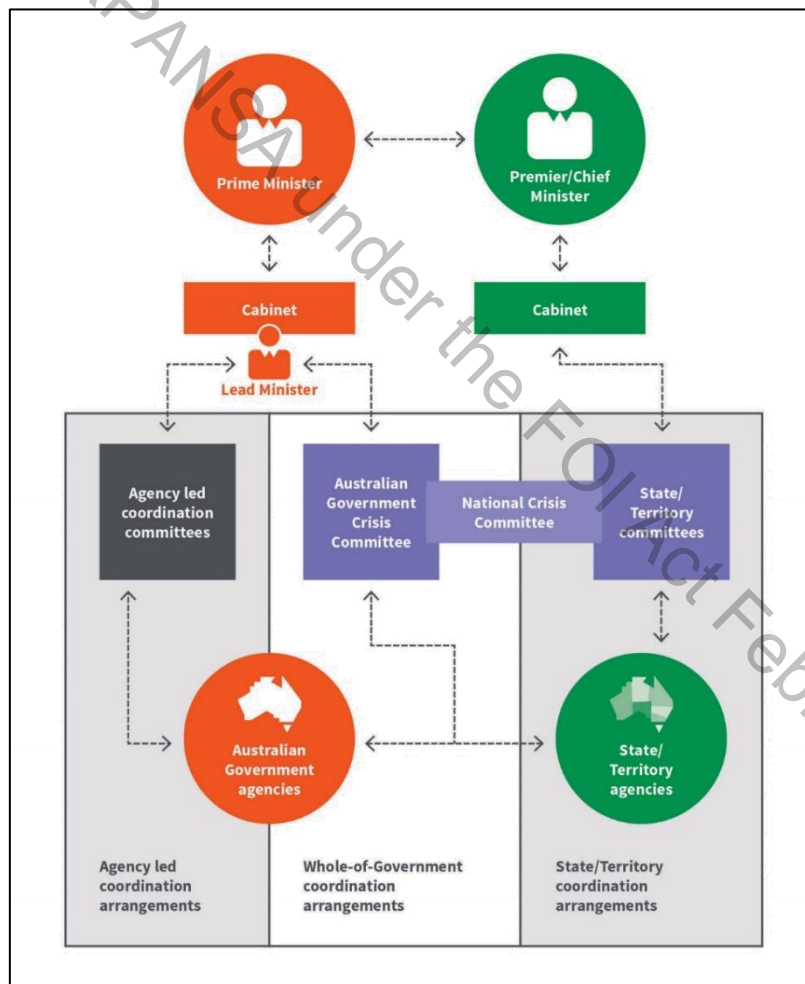 APANSA under the FOI Act Feb
Prime Minister
Premier/Chief
Minister
Cabinet
Cabinet
Lead Minister
Agency led
coordination
committees
Australian
Government
Crisis
Committee
National Crisis
Committee
State/
Territory
committees
Australian
Government
agencies
State/
Territory
agencies
Agency led
coordination
arrangements
Whole-of-Government
coordination
arrangements
State/Territory
coordination
arrangements